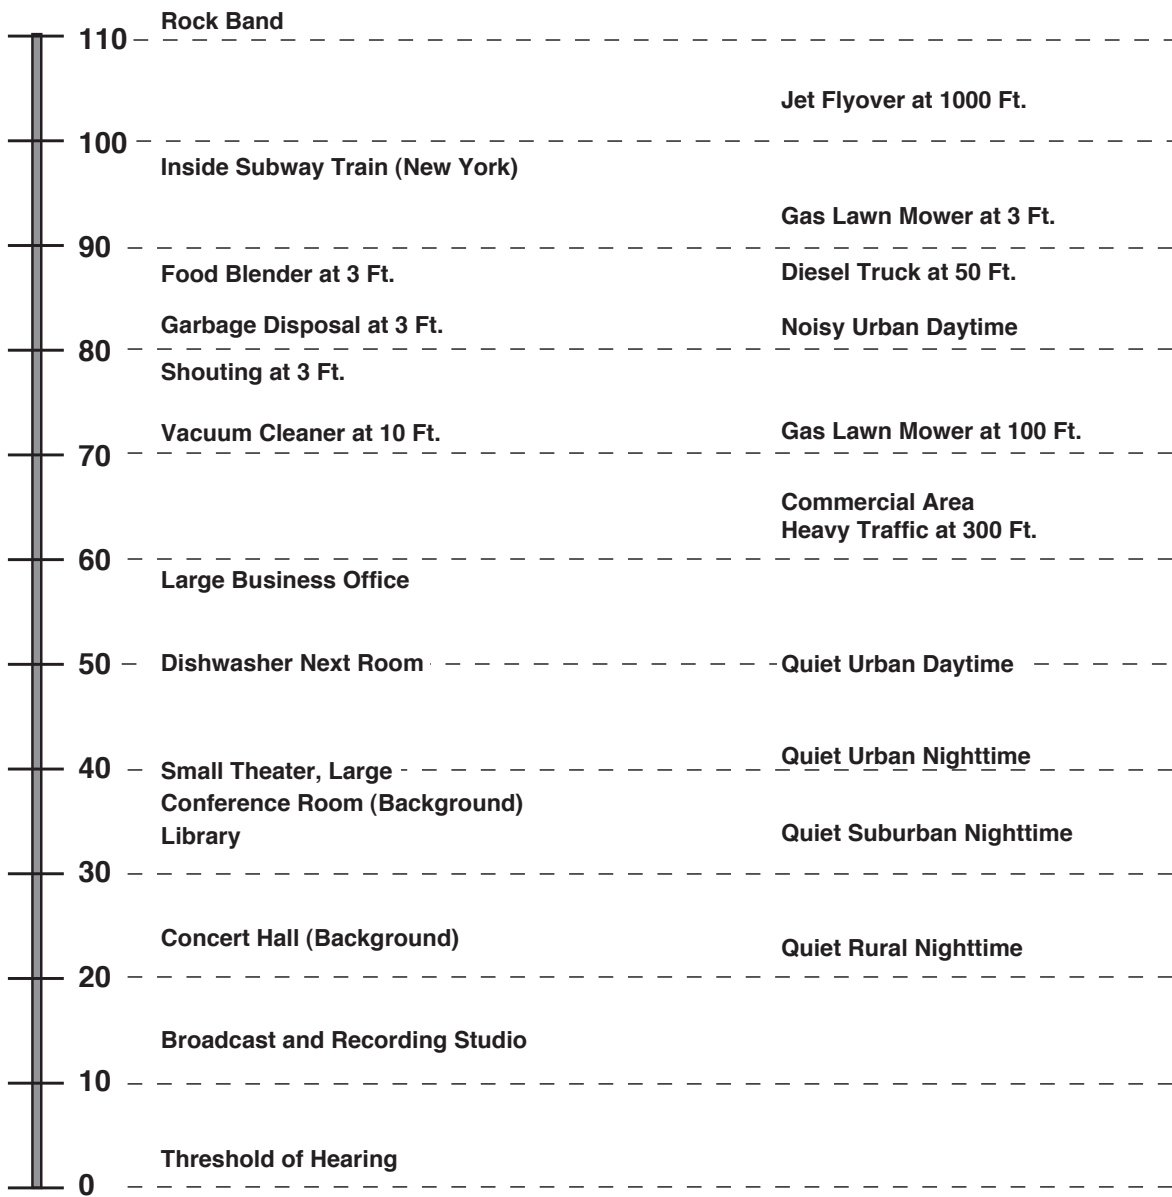 Rock Band
110
Jet Flyover at 1000 Ft.
100
Inside Subway Train (New York)
Gas Lawn Mower at 3 Ft.
90
Food Blender at 3 Ft.
Diesel Truck at 50 Ft.
Garbage Disposal at 3 Ft.
Noisy Urban Daytime
80
Shouting at 3 Ft.
Vacuum Cleaner at 10 Ft.
Gas Lawn Mower at 100 Ft.
70
Commercial Area
Heavy Traffic at 300 Ft.
60
Large Business Office
50
Dishwasher Next Room
Quiet Urban Daytime
Quiet Urban Nighttime
40
Small Theater, Large
Conference Room (Background)
Library
Quiet Suburban Nighttime
30
Concert Hall (Background)
Quiet Rural Nighttime
20
Broadcast and Recording Studio
10
Threshold of Hearing
0